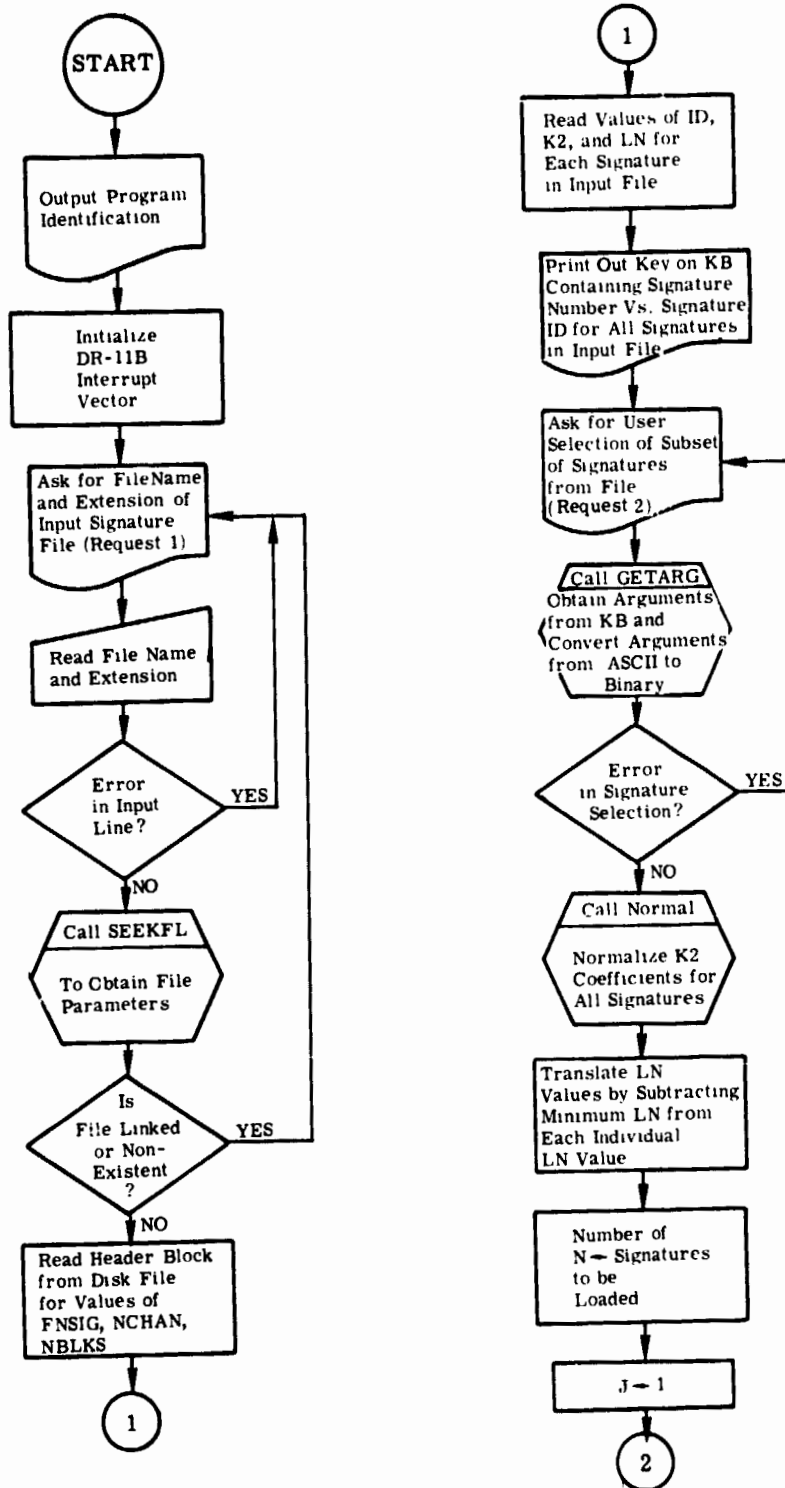 START
Output Program
Identification
Initialize
DR-11B
Interrupt
Vector
Ask for FileName
and Extension of
Input Signature
File (Request 1)
Read File Name
and Extension
Error
in Input
Line?
YES
NO
Call SEEKFL
To Obtain File
Parameters
Is
File Linked
or Non-
Existent
?
YES
NO
Read Header Block
from Disk File
for Values of
FNSIG, NCHAN,
NBLKS
1
1
Read Values of ID,
K2, and LN for
Each Signature
in Input File
Print Out Key on KB
Containing Signature
Number Vs. Signature
ID for All Signatures
in Input File
Ask for User
Selection of Subset
of Signatures
from File
(Request 2)
Call GETARG
Obtain Arguments
from KB and
Convert Arguments
from ASCII to
Binary
Error
in Signature
Selection?
YES
NO
Call Normal
Normalize K2
Coefficients for
All Signatures
Translate LN
Values by Subtracting
Minimum LN from
Each Individual
LN Value
Number of
N ← Signatures
to be
Loaded
J ← 1
2